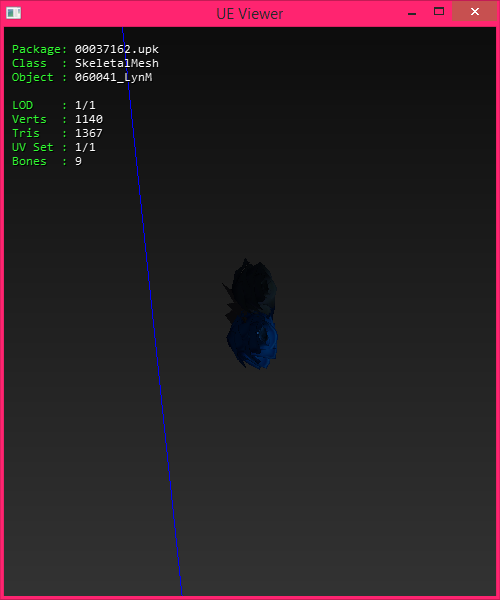 UE Viewer
Package: 00037162.upk
Class : SkeletalMesh
Object : 060041_LynM
LOD : 1/1
Verts : 1140
Tris : 1367
UV Set : 1/1
Bones : 9